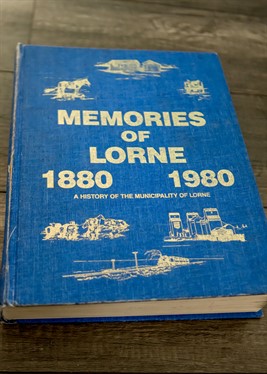 MEMORIES
OF
LORNE
1880 1980
A HISTORY OF THE MUNICIPALITY OF LORNE